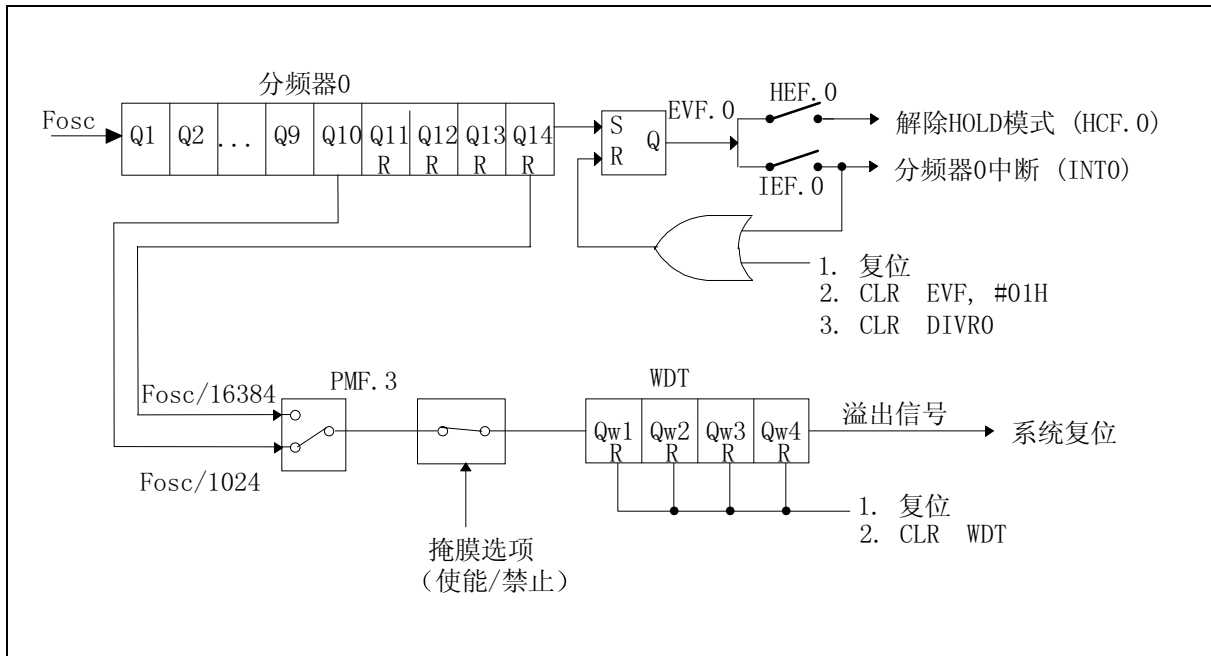 分频器0
Fosc
Q1 Q2 ... Q9 Q10 Q11 Q12 Q13 Q14
R R R R
S
R
Q
EVF.0
HEF.0
解除HOLD模式 (HCF.0)
IEF.0
分频器0中断 (INT0)
1. 复位
2. CLR EVF, #01H
3. CLR DIVR0
Fosc/16384
PMF.3
Fosc/1024
掩膜选项
（使能/禁止）
WDT
Qw1 Qw2 Qw3 Qw4
R R R R
溢出信号
系统复位
1. 复位
2. CLR WDT